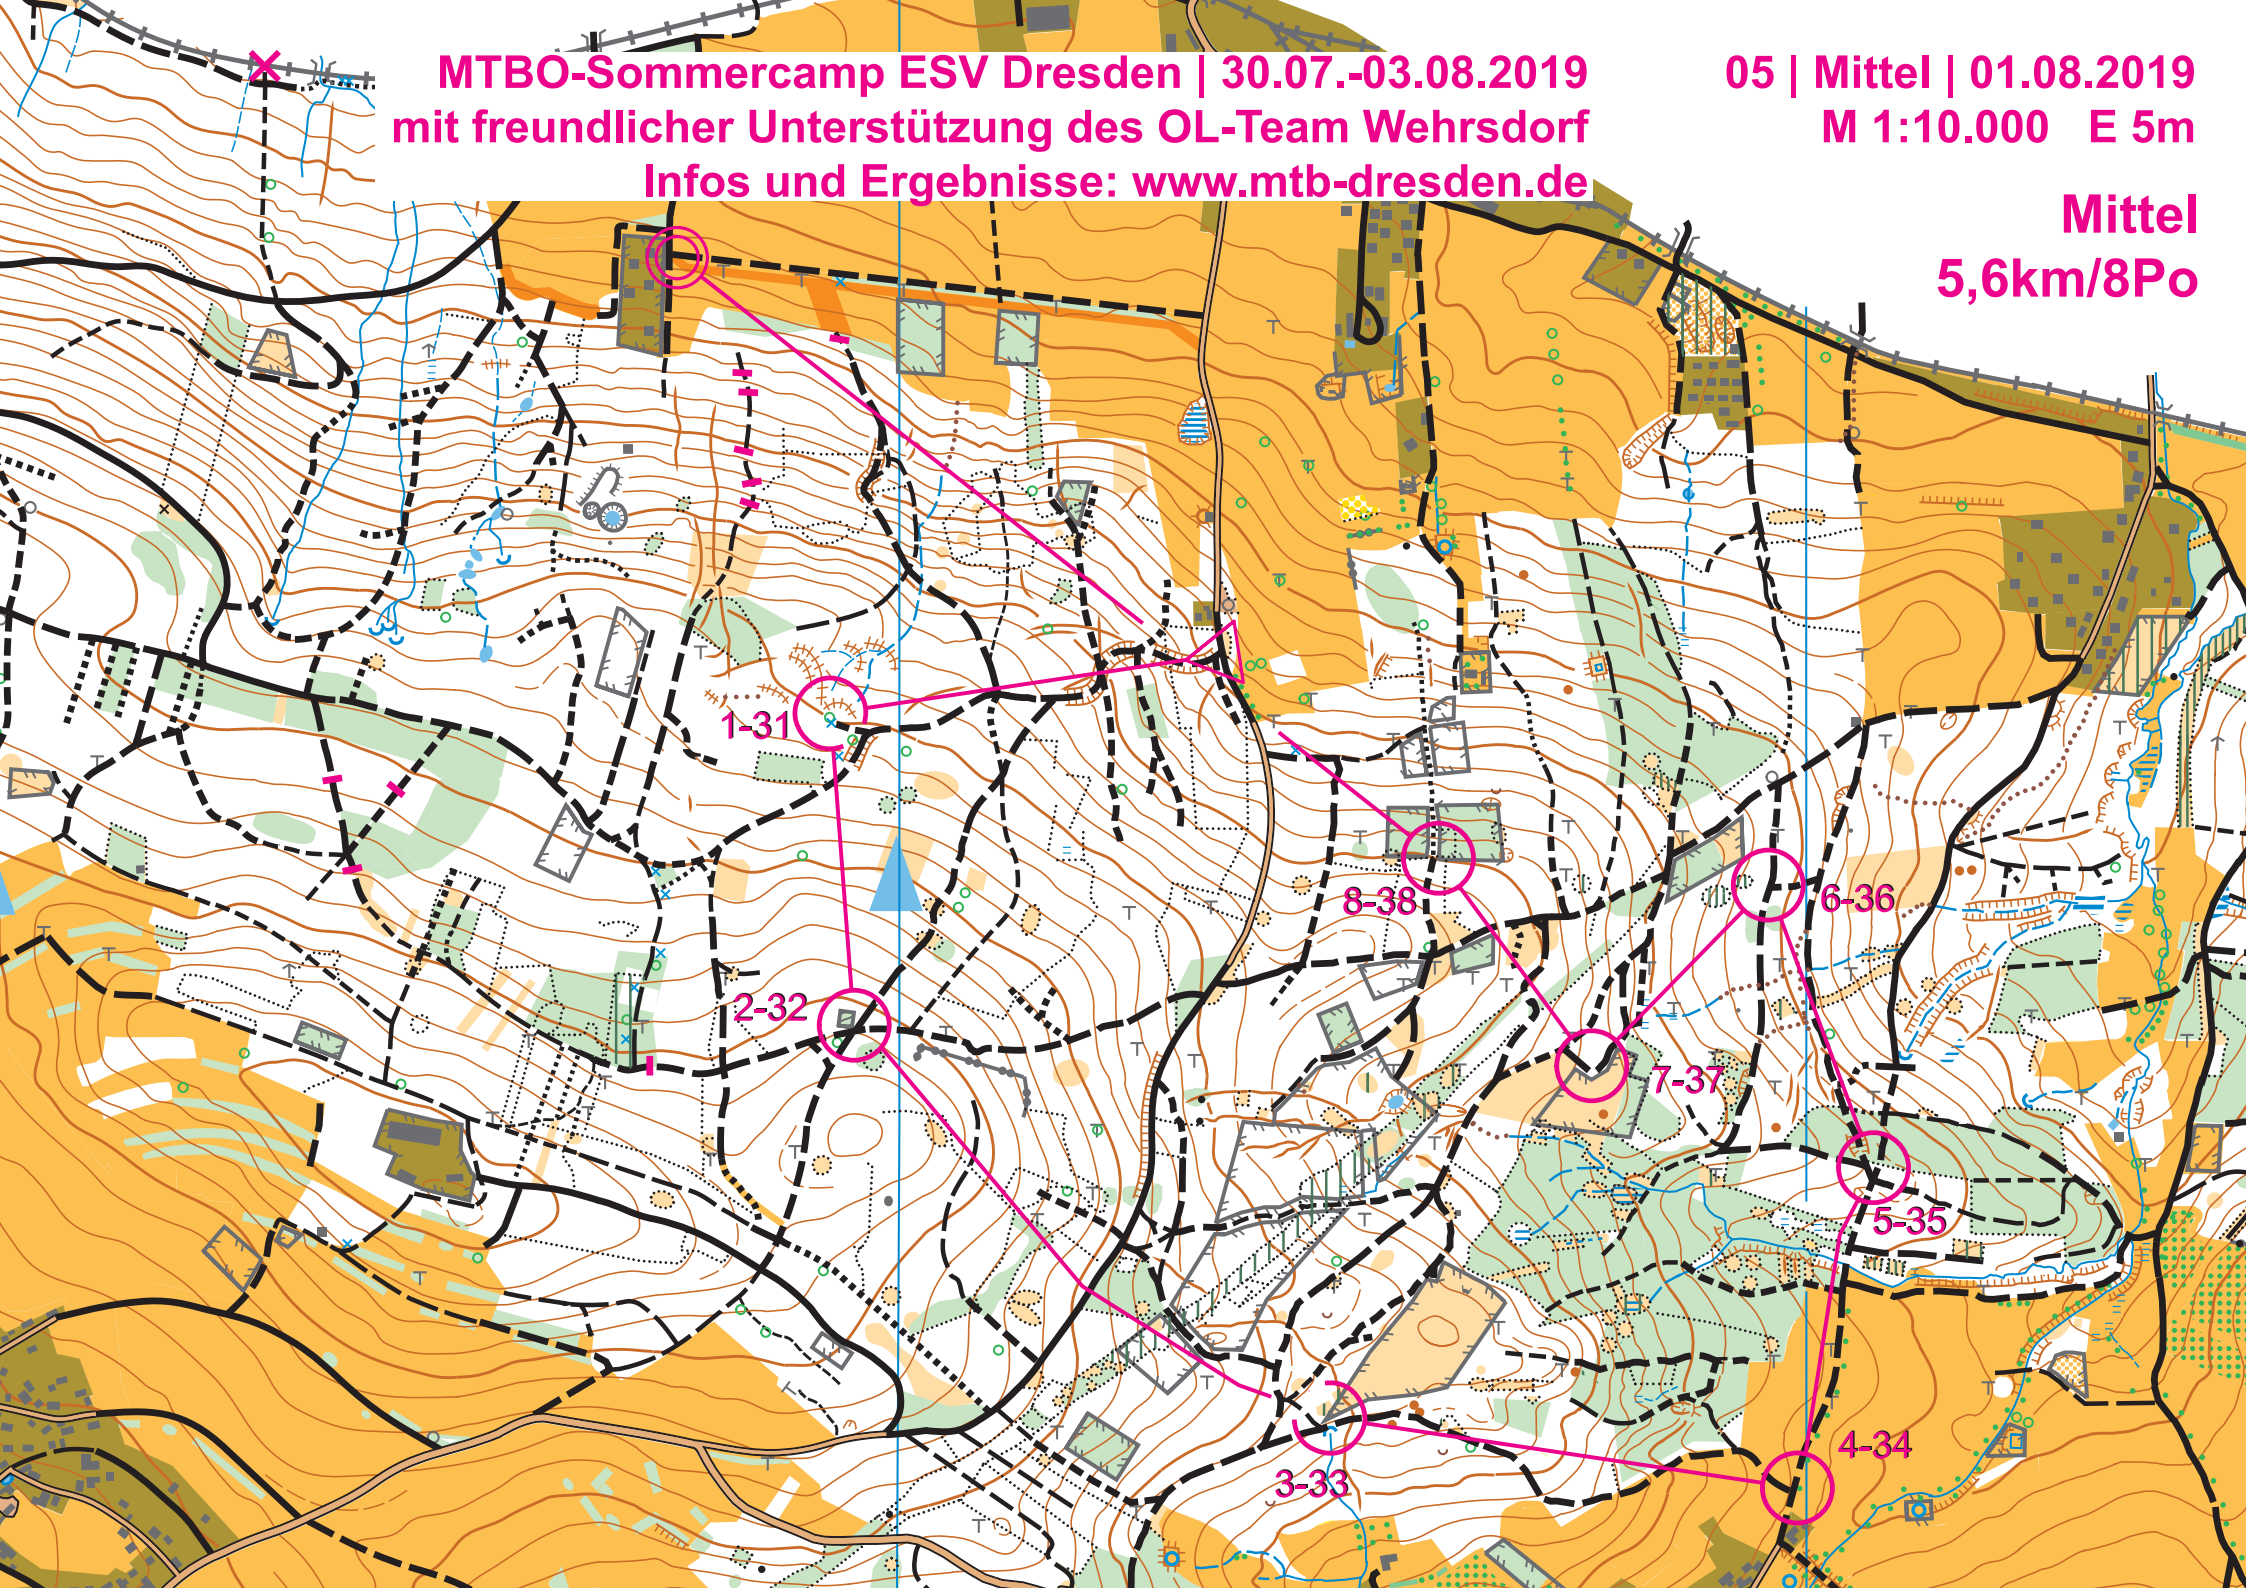 MTBO-Sommercamp ESV Dresden | 30.07.-03.08.2019
mit freundlicher Unterstützung des OL-Team Wehrsdorf
Infos und Ergebnisse: www.mtb-dresden.de
05 | Mittel | 01.08.2019
M 1:10.000 E 5m
Mittel
5,6km/8Po
1-31
2-32
8-38
6-36
7-37
5-35
4-34
3-33